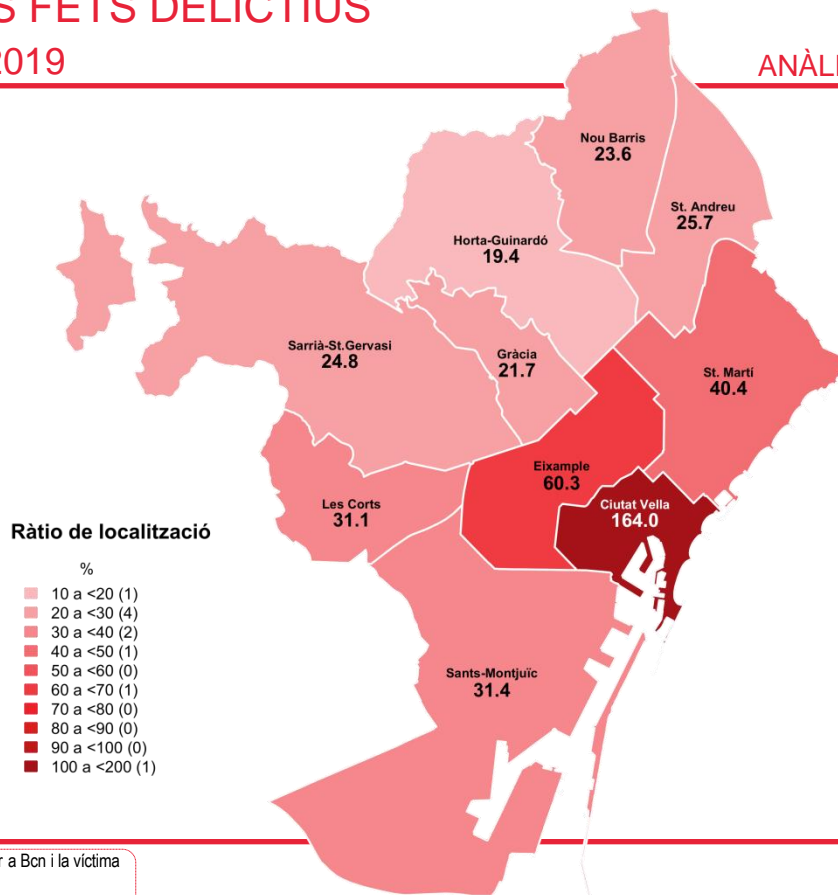 S FETS DELICTIUS
2019
ANÀLI
Nou Barris
23.6
St. Andreu
25.7
Horta-Guinardó
19.4
Sarrià-St.Gervasi
24.8
Gràcia
21.7
St. Martí
40.4
Eixample
60.3
Ciutat Vella
164.0
Les Corts
31.1
Sants-Montjuïc
31.4
Ràtio de localització
%
10 a <20 (1)
20 a <30 (4)
30 a <40 (2)
40 a <50 (1)
50 a <60 (0)
60 a <70 (1)
70 a <80 (0)
80 a <90 (0)
90 a <100 (0)
100 a <200 (1)
r a Bcn i la víctima